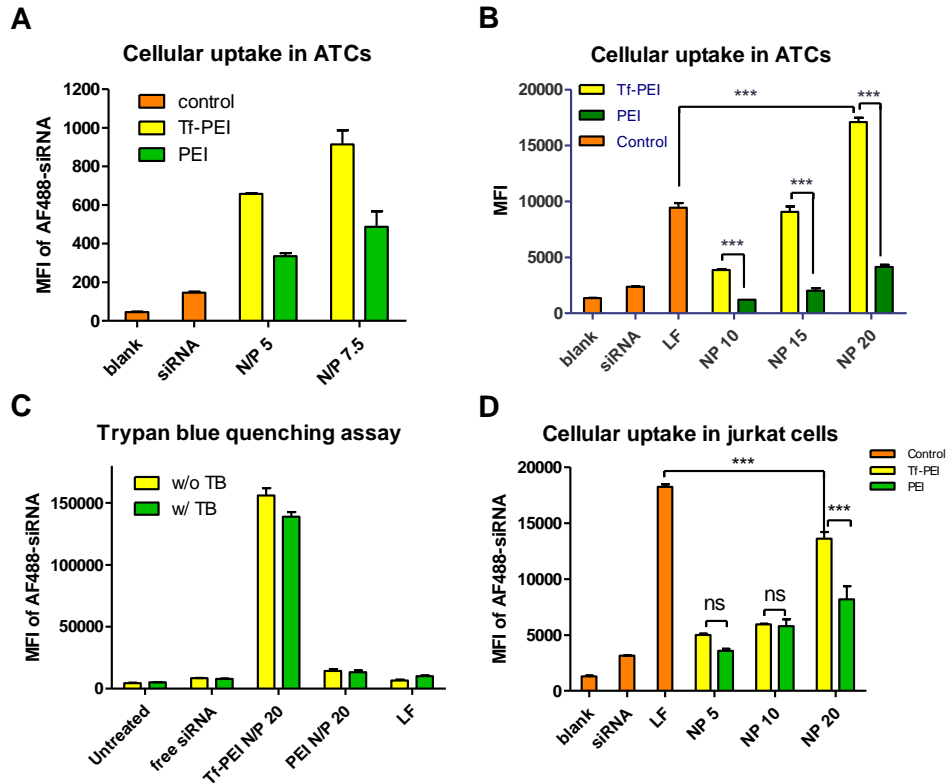 A
Cellular uptake in ATCs
MFI of AF488-siRNA
1200
1000
800
600
400
200
0
control
Tf-PEI
PEI
blank
siRNA
N/P 5
N/P 7.5
B
Cellular uptake in ATCs
MFI
20000
15000
10000
5000
0
Tf-PEI
PEI
Control
***
***
***
***
blank
siRNA
LF
NP 10
NP 15
NP 20
C
Trypan blue quenching assay
MFI of AF488-siRNA
150000
100000
50000
0
w/o TB
w/ TB
Untreated
free siRNA
Tf-PEI N/P 20
PEI N/P 20
LF
D
Cellular uptake in jurkat cells
MFI of AF488-siRNA
20000
15000
10000
5000
0
Control
Tf-PEI
PEI
***
***
ns
ns
blank
siRNA
LF
NP 5
NP 10
NP 20